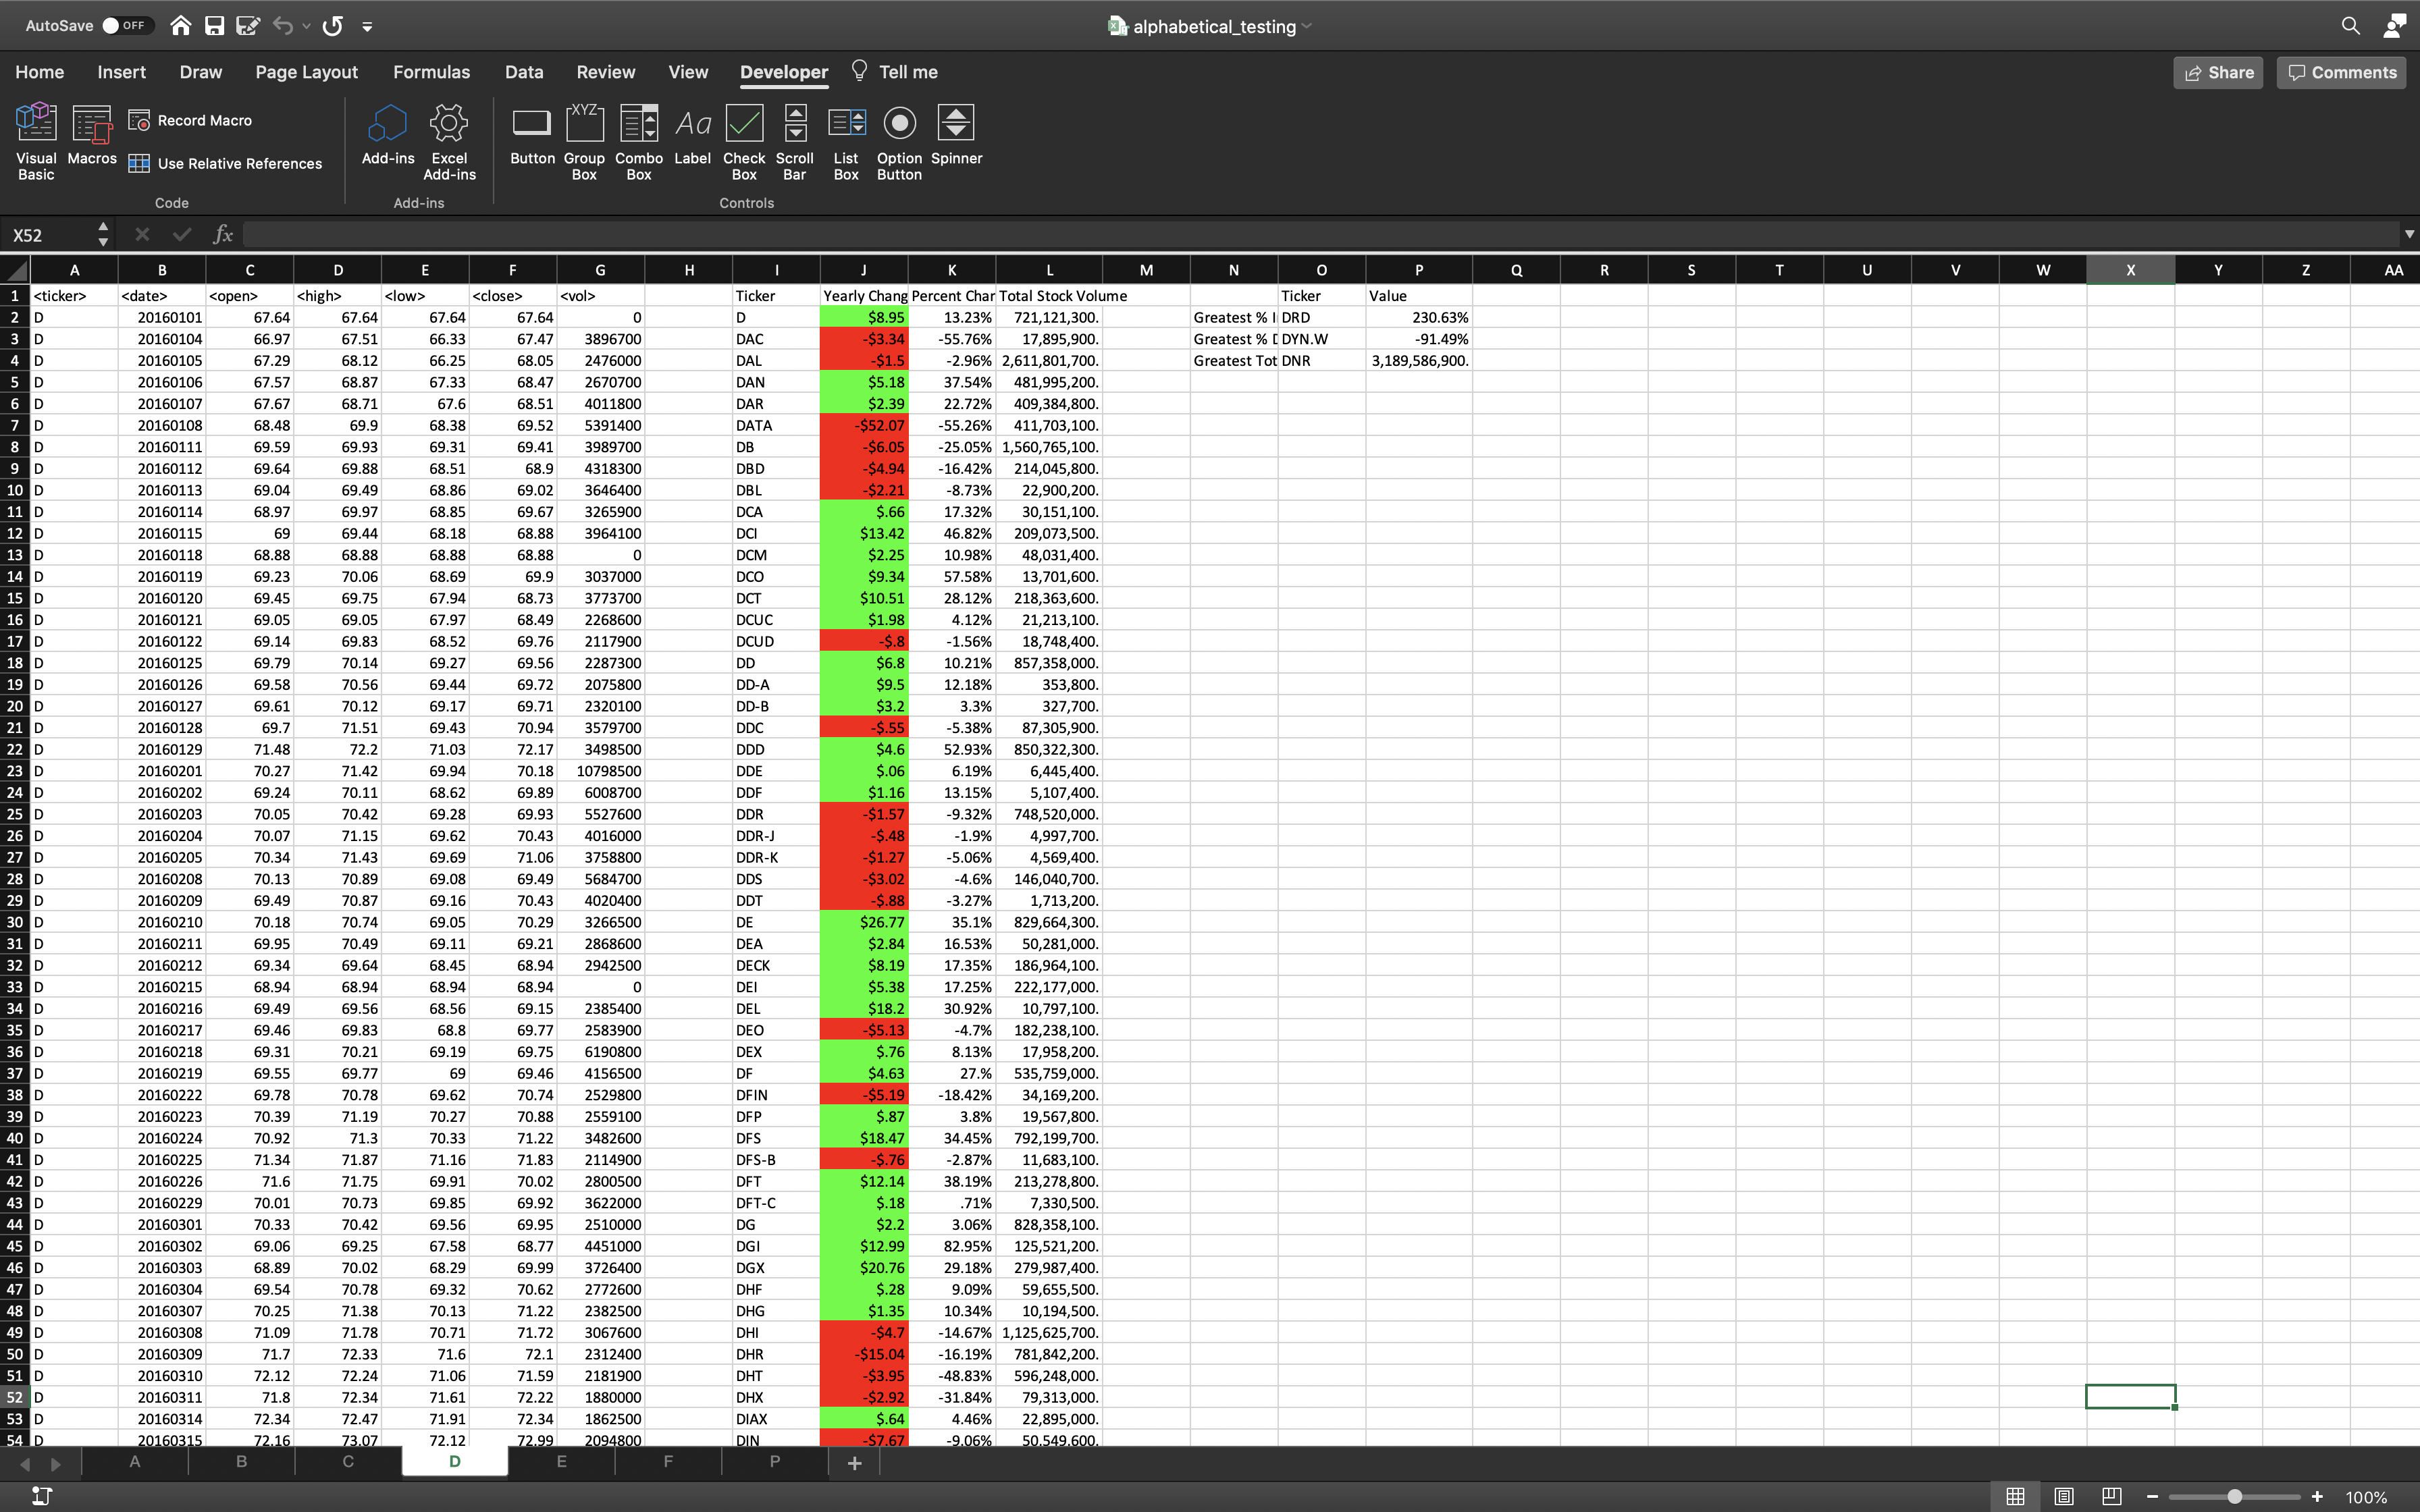 AutoSave OFF alphabetical_testing
Home Insert Draw Page Layout Formulas Data Review View Developer Tell me Share Comments
Visual Basic Macros Record Macro Use Relative References Add-ins Excel Add-ins Button Group Box XYZ Combo Box Aa Label Check Box Scroll Bar List Box Option Button Spinner
Code Add-ins Controls
X52 fx
A B C D E F G H I J K L M N O P Q R S T U V W X Y Z AA
1 <ticker> <date> <open> <high> <low> <close> <vol> Ticker Yearly Chang Percent Char Total Stock Volume Ticker Value
2 D 20160101 67.64 67.64 67.64 67.64 0 D $8.95 13.23% 721,121,300. Greatest % I DRD 230.63%
3 D 20160104 66.97 67.51 66.33 67.47 3896700 DAC -$3.34 -55.76% 17,895,900. Greatest % D DYN.W -91.49%
4 D 20160105 67.29 68.12 66.25 68.05 2476000 DAL -$1.5 -2.96% 2,611,801,700. Greatest Tot DNR 3,189,586,900.
5 D 20160106 67.57 68.87 67.33 68.47 2670700 DAN $5.18 37.54% 481,995,200.
6 D 20160107 67.67 68.71 67.6 68.51 4011800 DAR $2.39 22.72% 409,384,800.
7 D 20160108 68.48 69.9 68.38 69.52 5391400 DATA -$52.07 -55.26% 411,703,100.
8 D 20160111 69.59 69.93 69.31 69.41 3989700 DB -$6.05 -25.05% 1,560,765,100.
9 D 20160112 69.64 69.88 68.51 68.9 4318300 DBD -$4.94 -16.42% 214,045,800.
10 D 20160113 69.04 69.49 68.86 69.02 3646400 DBL -$2.21 -8.73% 22,900,200.
11 D 20160114 68.97 69.97 68.85 69.67 3265900 DCA $.66 17.32% 30,151,100.
12 D 20160115 69 69.44 68.18 68.88 3964100 DCI $13.42 46.82% 209,073,500.
13 D 20160118 68.88 68.88 68.88 68.88 0 DCM $2.25 10.98% 48,031,400.
14 D 20160119 69.23 70.06 68.69 69.9 3037000 DCO $9.34 57.58% 13,701,600.
15 D 20160120 69.45 69.75 67.94 68.73 3773700 DCT $10.51 28.12% 218,363,600.
16 D 20160121 69.05 69.05 67.97 68.49 2268600 DCUC $1.98 4.12% 21,213,100.
17 D 20160122 69.14 69.83 68.52 69.76 2117900 DCUD -$.8 -1.56% 18,748,400.
18 D 20160125 69.79 70.14 69.27 69.56 2287300 DD $6.8 10.21% 857,358,000.
19 D 20160126 69.58 70.56 69.44 69.72 2075800 DD-A $9.5 12.18% 353,800.
20 D 20160127 69.61 70.12 69.17 69.71 2320100 DD-B $3.2 3.3% 327,700.
21 D 20160128 69.7 71.51 69.43 70.94 3579700 DDC -$.55 -5.38% 87,305,900.
22 D 20160129 71.48 72.2 71.03 72.17 3498500 DDD $4.6 52.93% 850,322,300.
23 D 20160201 70.27 71.42 69.94 70.18 10798500 DDE $.06 6.19% 6,445,400.
24 D 20160202 69.24 70.11 68.62 69.89 6008700 DDF $1.16 13.15% 5,107,400.
25 D 20160203 70.05 70.42 69.28 69.93 5527600 DDR -$1.57 -9.32% 748,520,000.
26 D 20160204 70.07 71.15 69.62 70.43 4016000 DDR-J -$.48 -1.9% 4,997,700.
27 D 20160205 70.34 71.43 69.69 71.06 3758800 DDR-K -$1.27 -5.06% 4,569,400.
28 D 20160208 70.13 70.89 69.08 69.49 5684700 DDS -$3.02 -4.6% 146,040,700.
29 D 20160209 69.49 70.87 69.16 70.43 4020400 DDT -$.88 -3.27% 1,713,200.
30 D 20160210 70.18 70.74 69.05 70.29 3266500 DE $26.77 35.1% 829,664,300.
31 D 20160211 69.95 70.49 69.11 69.21 2868600 DEA $2.84 16.53% 50,281,000.
32 D 20160212 69.34 69.64 68.45 68.94 2942500 DECK $8.19 17.35% 186,964,100.
33 D 20160215 68.94 68.94 68.94 68.94 0 DEI $5.38 17.25% 222,177,000.
34 D 20160216 69.49 69.56 68.56 69.15 2385400 DEL $18.2 30.92% 10,797,100.
35 D 20160217 69.46 69.83 68.8 69.77 2583900 DEO -$5.13 -4.7% 182,238,100.
36 D 20160218 69.31 70.21 69.19 69.75 6190800 DEX $.76 8.13% 17,958,200.
37 D 20160219 69.55 69.77 69 69.46 4156500 DF $4.63 27.% 535,759,000.
38 D 20160222 69.78 70.78 69.62 70.74 2529800 DFIN -$5.19 -18.42% 34,169,200.
39 D 20160223 70.39 71.19 70.27 70.88 2559100 DFP $.87 3.8% 19,567,800.
40 D 20160224 70.92 71.3 70.33 71.22 3482600 DFS $18.47 34.45% 792,199,700.
41 D 20160225 71.34 71.87 71.16 71.83 2114900 DFS-B -$.76 -2.87% 11,683,100.
42 D 20160226 71.6 71.75 69.91 70.02 2800500 DFT $12.14 38.19% 213,278,800.
43 D 20160229 70.01 70.73 69.85 69.92 3622000 DFT-C $.18 .71% 7,330,500.
44 D 20160301 70.33 70.42 69.56 69.95 2510000 DG $2.2 3.06% 828,358,100.
45 D 20160302 69.06 69.25 67.58 68.77 4451000 DGI $12.99 82.95% 125,521,200.
46 D 20160303 68.89 70.02 68.29 69.99 3726400 DGX $20.76 29.18% 279,987,400.
47 D 20160304 69.54 70.78 69.32 70.62 2772600 DHF $.28 9.09% 59,655,500.
48 D 20160307 70.25 71.38 70.13 71.22 2382500 DHG $1.35 10.34% 10,194,500.
49 D 20160308 71.09 71.78 70.71 71.72 3067600 DHI -$4.7 -14.67% 1,125,625,700.
50 D 20160309 71.7 72.33 71.6 72.1 2312400 DHR -$15.04 -16.19% 781,842,200.
51 D 20160310 72.12 72.24 71.06 71.59 2181900 DHT -$3.95 -48.83% 596,248,000.
52 D 20160311 71.8 72.34 71.61 72.22 1880000 DHX -$2.92 -31.84% 79,313,000.
53 D 20160314 72.34 72.47 71.91 72.34 1862500 DIAX $.64 4.46% 22,895,000.
54 D 20160315 72.16 73.07 72.12 72.99 2094800 DIN -$7.67 -9.06% 50,549,600.
A B C D E F P +
100%